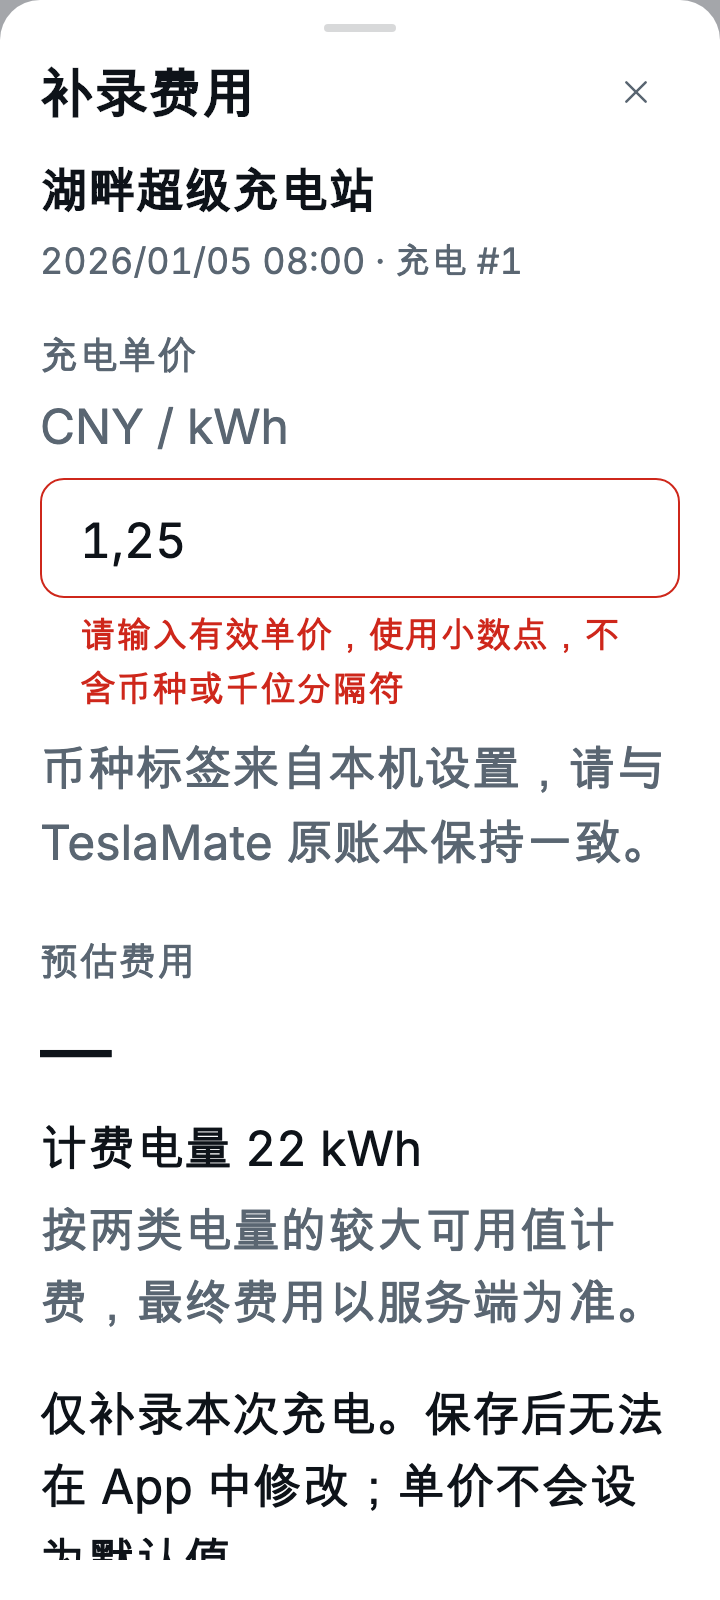 补录费用
湖畔超级充电站
2026/01/05 08:00 · 充电 #1
充电单价
CNY / kWh
1,25
请输入有效单价，使用小数点，不
含币种或千位分隔符
币种标签来自本机设置，请与
TeslaMate 原账本保持一致。
预估费用
—
计费电量 22 kWh
按两类电量的较大可用值计
费，最终费用以服务端为准。
仅补录本次充电。保存后无法
在 App 中修改；单价不会设
为默认值